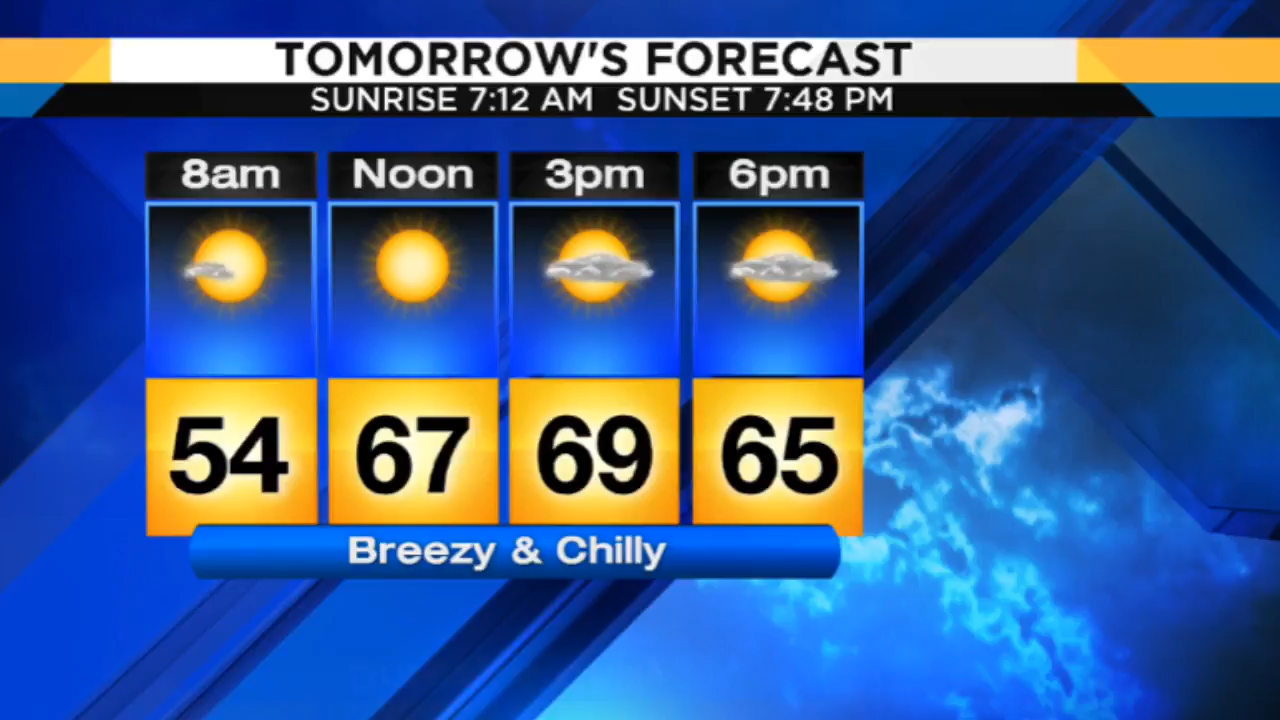 TOMORROW'S FORECAST
SUNRISE 7:12 AM SUNSET 7:48 PM
8am Noon 3pm 6pm
54 67 69 65
Breezy & Chilly